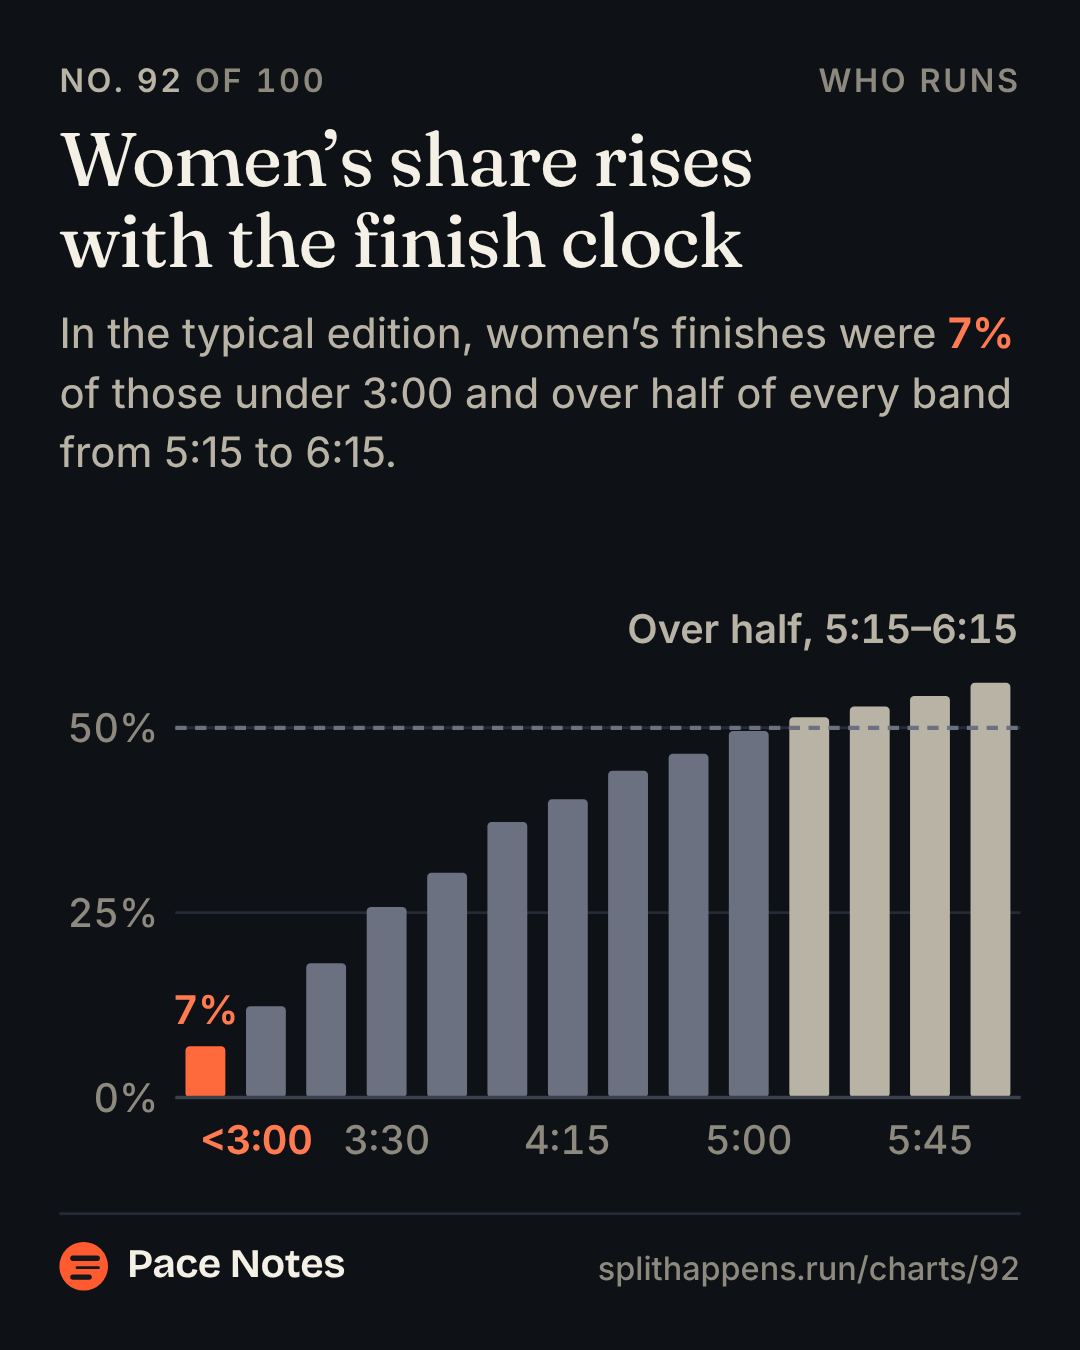 NO. 92 OF 100
WHO RUNS
Women’s share rises
with the finish clock
In the typical edition, women’s finishes were 7%
of those under 3:00 and over half of every band
from 5:15 to 6:15.
Over half, 5:15–6:15
50%
25%
7%
0%
<3:00 3:30 4:15 5:00 5:45
Pace Notes
splithappens.run/charts/92